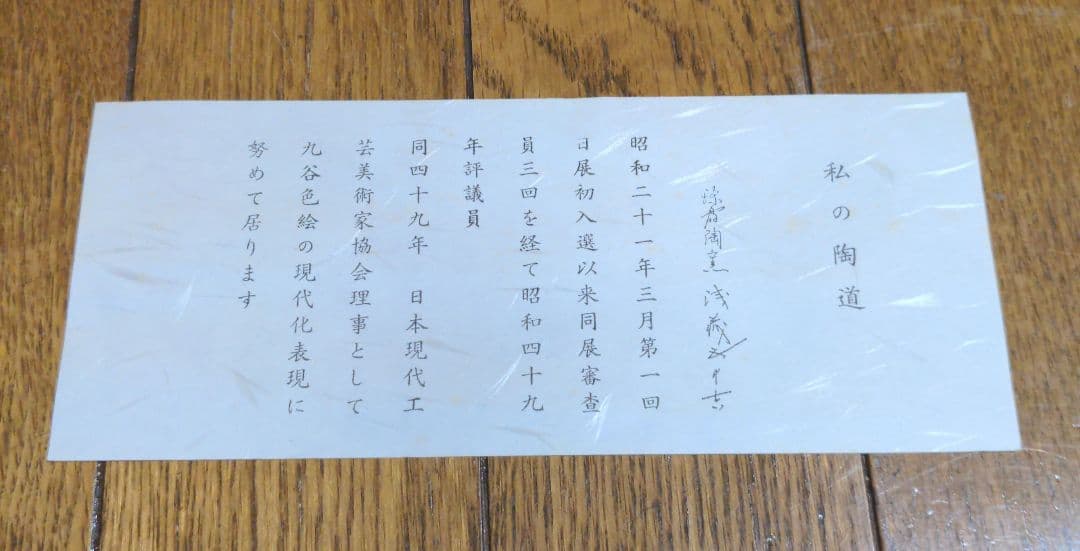 私の陶道
陶窯 浅蔵五十吉
昭和二十一年三月第一回
日展初入選以来同展審査
員三回を経て昭和四十九
年評議員
同四十九年 日本現代工
芸美術家協会理事として
九谷色絵の現代化表現に
努めて居ります